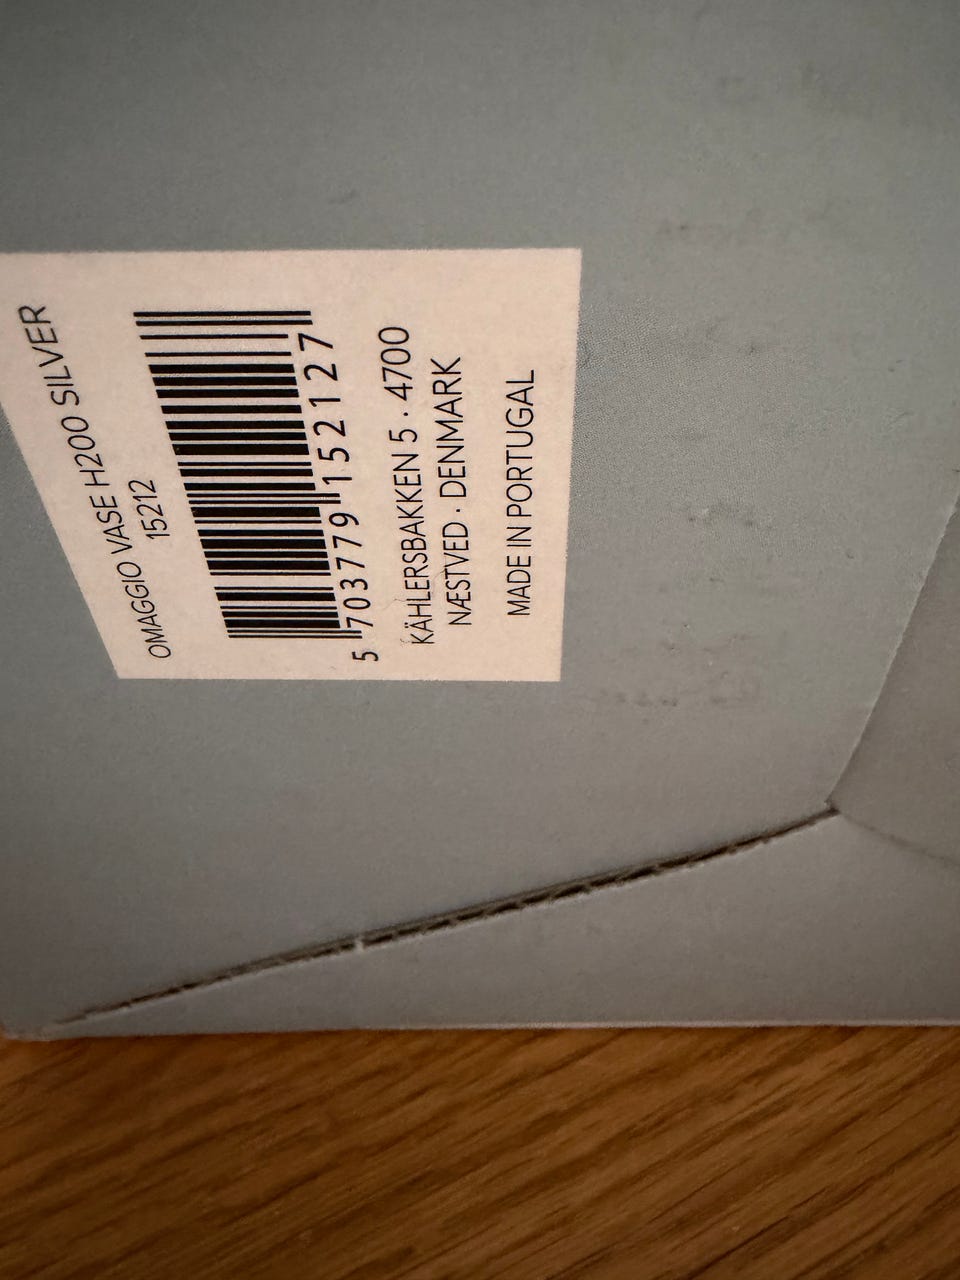 OMAGGIO VASE H200 SILVER
15212
5 703779 152127
KÄHLERSBAKKEN 5 · 4700
NÆSTVED · DENMARK
MADE IN PORTUGAL